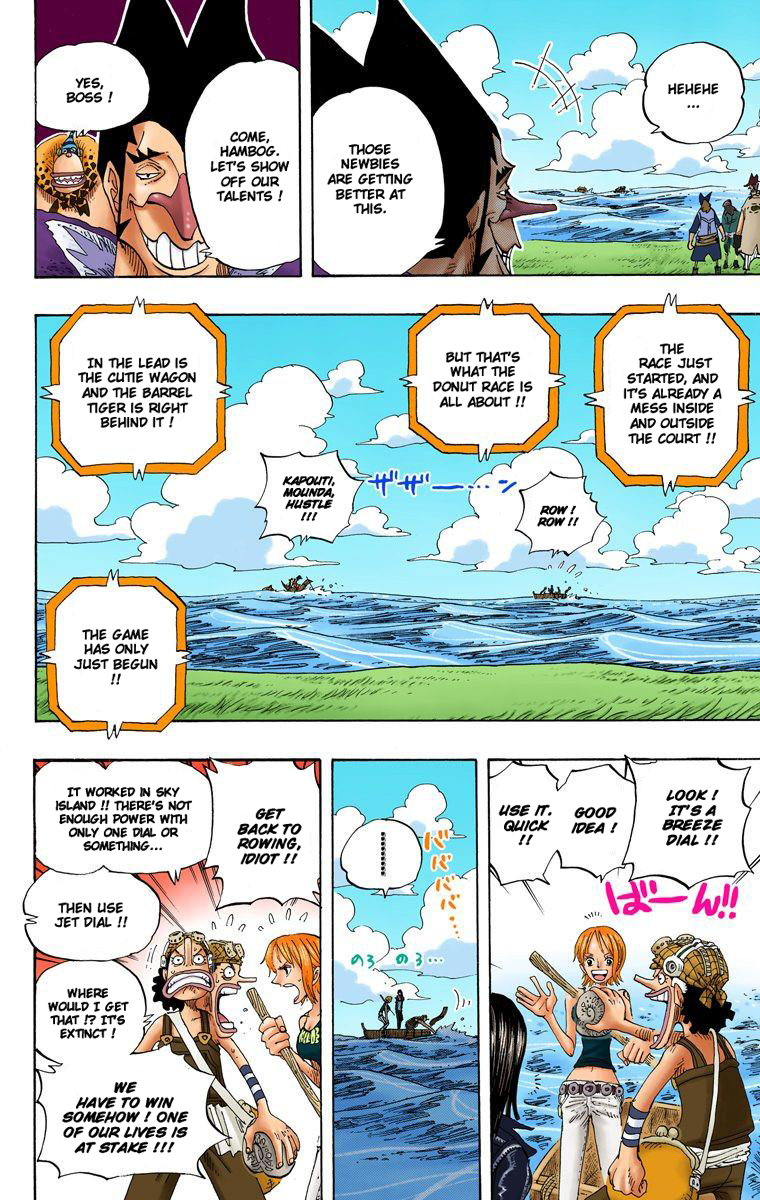 HEHEHE
...
THOSE
NEWBIES
ARE GETTING
BETTER AT
THIS.
COME,
HAMBOG.
LET'S SHOW
OFF OUR
TALENTS !
YES,
BOSS !
THE
RACE JUST
STARTED, AND
IT'S ALREADY A
MESS INSIDE
AND OUTSIDE
THE COURT !!
BUT THAT'S
WHAT THE
DONUT RACE IS
ALL ABOUT !!
IN THE LEAD IS
THE CUTIE WAGON
AND THE BARREL
TIGER IS RIGHT
BEHIND IT !
ROW !
ROW !!
ザザーー…ン
KAPOUTI,
MOUNDA,
HUSTLE
!!!
THE GAME
HAS ONLY
JUST BEGUN
!!
LOOK !
IT'S A
BREEZE
DIAL !!
GOOD
IDEA !
USE IT.
QUICK
!!
ばーん!!
ババババ…
のろ のろ…
GET
BACK TO
ROWING,
IDIOT !!
IT WORKED IN SKY
ISLAND !! THERE'S NOT
ENOUGH POWER WITH
ONLY ONE DIAL OR
SOMETHING...
THEN USE
JET DIAL !!
WHERE
WOULD I GET
THAT !? IT'S
EXTINCT !
WE
HAVE TO WIN
SOMEHOW ! ONE
OF OUR LIVES IS
AT STAKE !!!